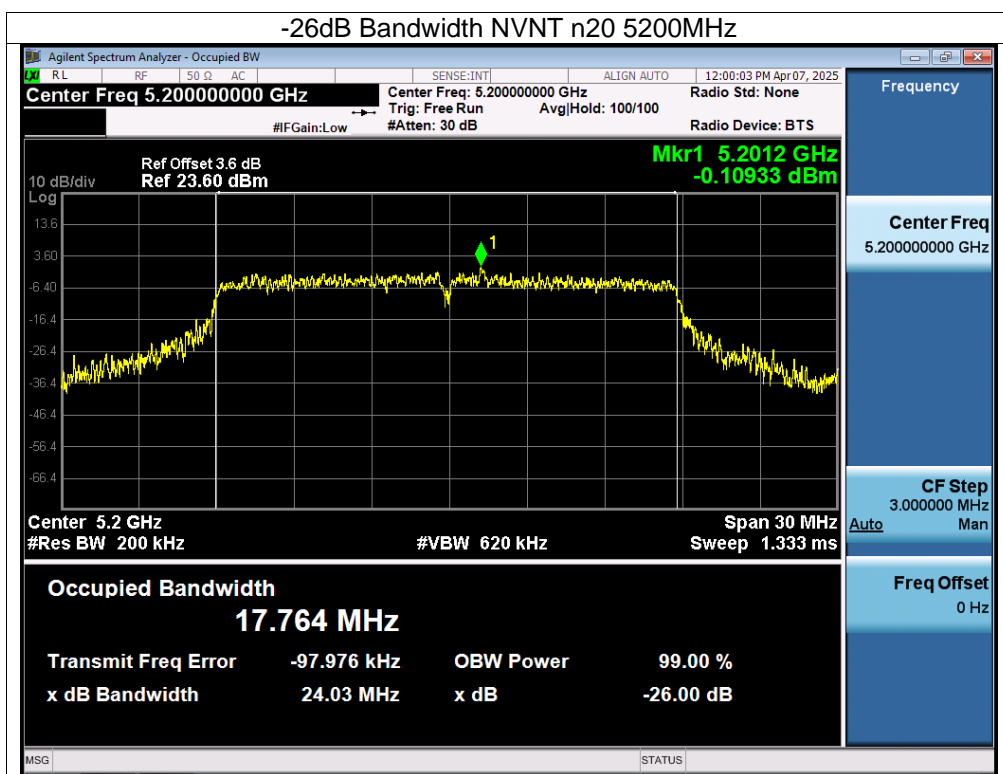 -26dB Bandwidth NVNT n20 5200MHz
Agilent Spectrum Analyzer - Occupied BW
LXI RL RF 50 Ω AC SENSE:INT ALIGN AUTO 12:00:03 PM Apr 07, 2025
Center Freq 5.200000000 GHz
Center Freq: 5.200000000 GHz Radio Std: None
Trig: Free Run Avg|Hold: 100/100
#IFGain:Low #Atten: 30 dB Radio Device: BTS
Mkr1 5.2012 GHz
-0.10933 dBm
Ref Offset 3.6 dB
10 dB/div Ref 23.60 dBm
Log
13.6
3.60
-6.40
-16.4
-26.4
-36.4
-46.4
-56.4
-66.4
1
Center 5.2 GHz Span 30 MHz
#Res BW 200 kHz #VBW 620 kHz Sweep 1.333 ms
Occupied Bandwidth
17.764 MHz
Transmit Freq Error -97.976 kHz OBW Power 99.00 %
x dB Bandwidth 24.03 MHz x dB -26.00 dB
MSG STATUS
Frequency
Center Freq
5.200000000 GHz
CF Step
3.000000 MHz
Auto Man
Freq Offset
0 Hz